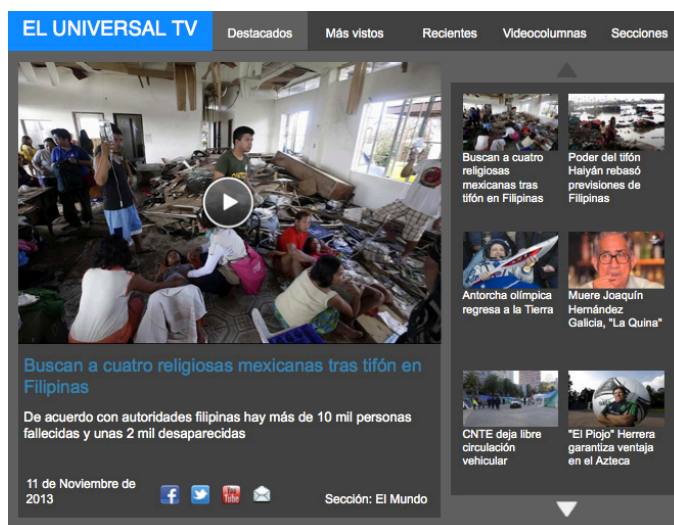 EL UNIVERSAL TV
Destacados
Más vistos
Recientes
Videocolumnas
Secciones
Buscan a cuatro religiosas mexicanas tras tifón en
Filipinas
De acuerdo con autoridades filipinas hay más de 10 mil personas
fallecidas y unas 2 mil desaparecidas
11 de Noviembre de
2013
You
Tube
Sección: El Mundo
Buscan a cuatro
religiosas
mexicanas tras
tifón en Filipinas
Poder del tifón
Haiyán rebasó
previsiones de
Filipinas
Antorcha olímpica
regresa a la Tierra
Muere Joaquín
Hernández
Galicia, "La Quina"
CNTE deja libre
circulación
vehicular
"El Piojo" Herrera
garantiza ventaja
en el Azteca